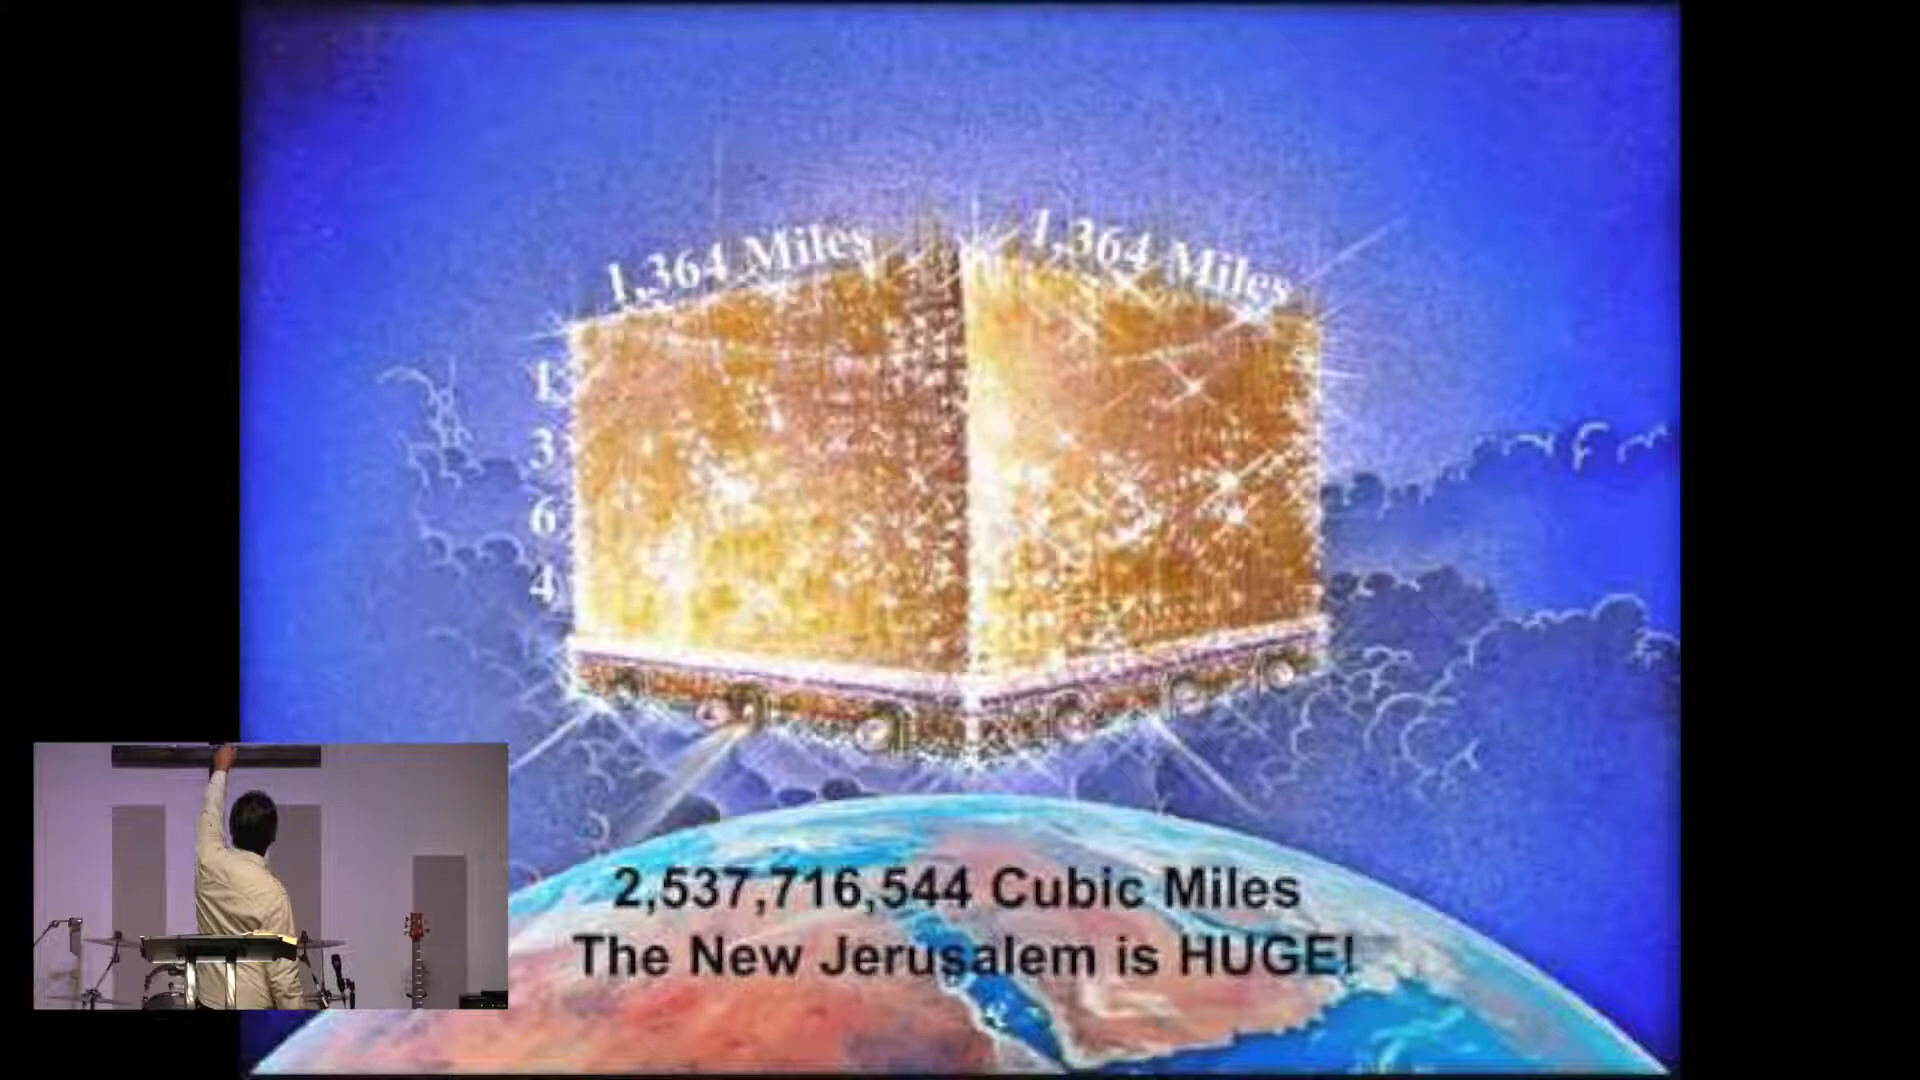 1,364 Miles
1,364 Miles
1
3
6
4
2,537,716,544 Cubic Miles
The New Jerusalem is HUGE!